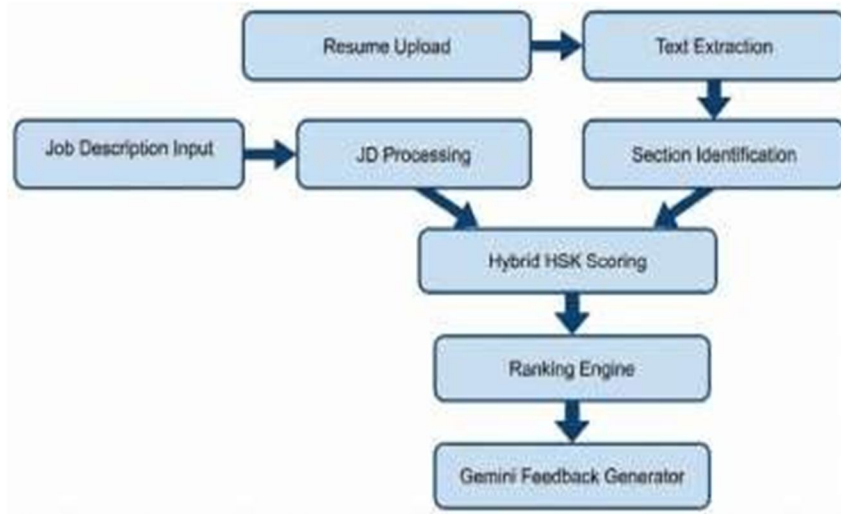 Resume Upload
Text Extraction
Job Description Input
JD Processing
Section Identification
Hybrid HSK Scoring
Ranking Engine
Gemini Feedback Generator